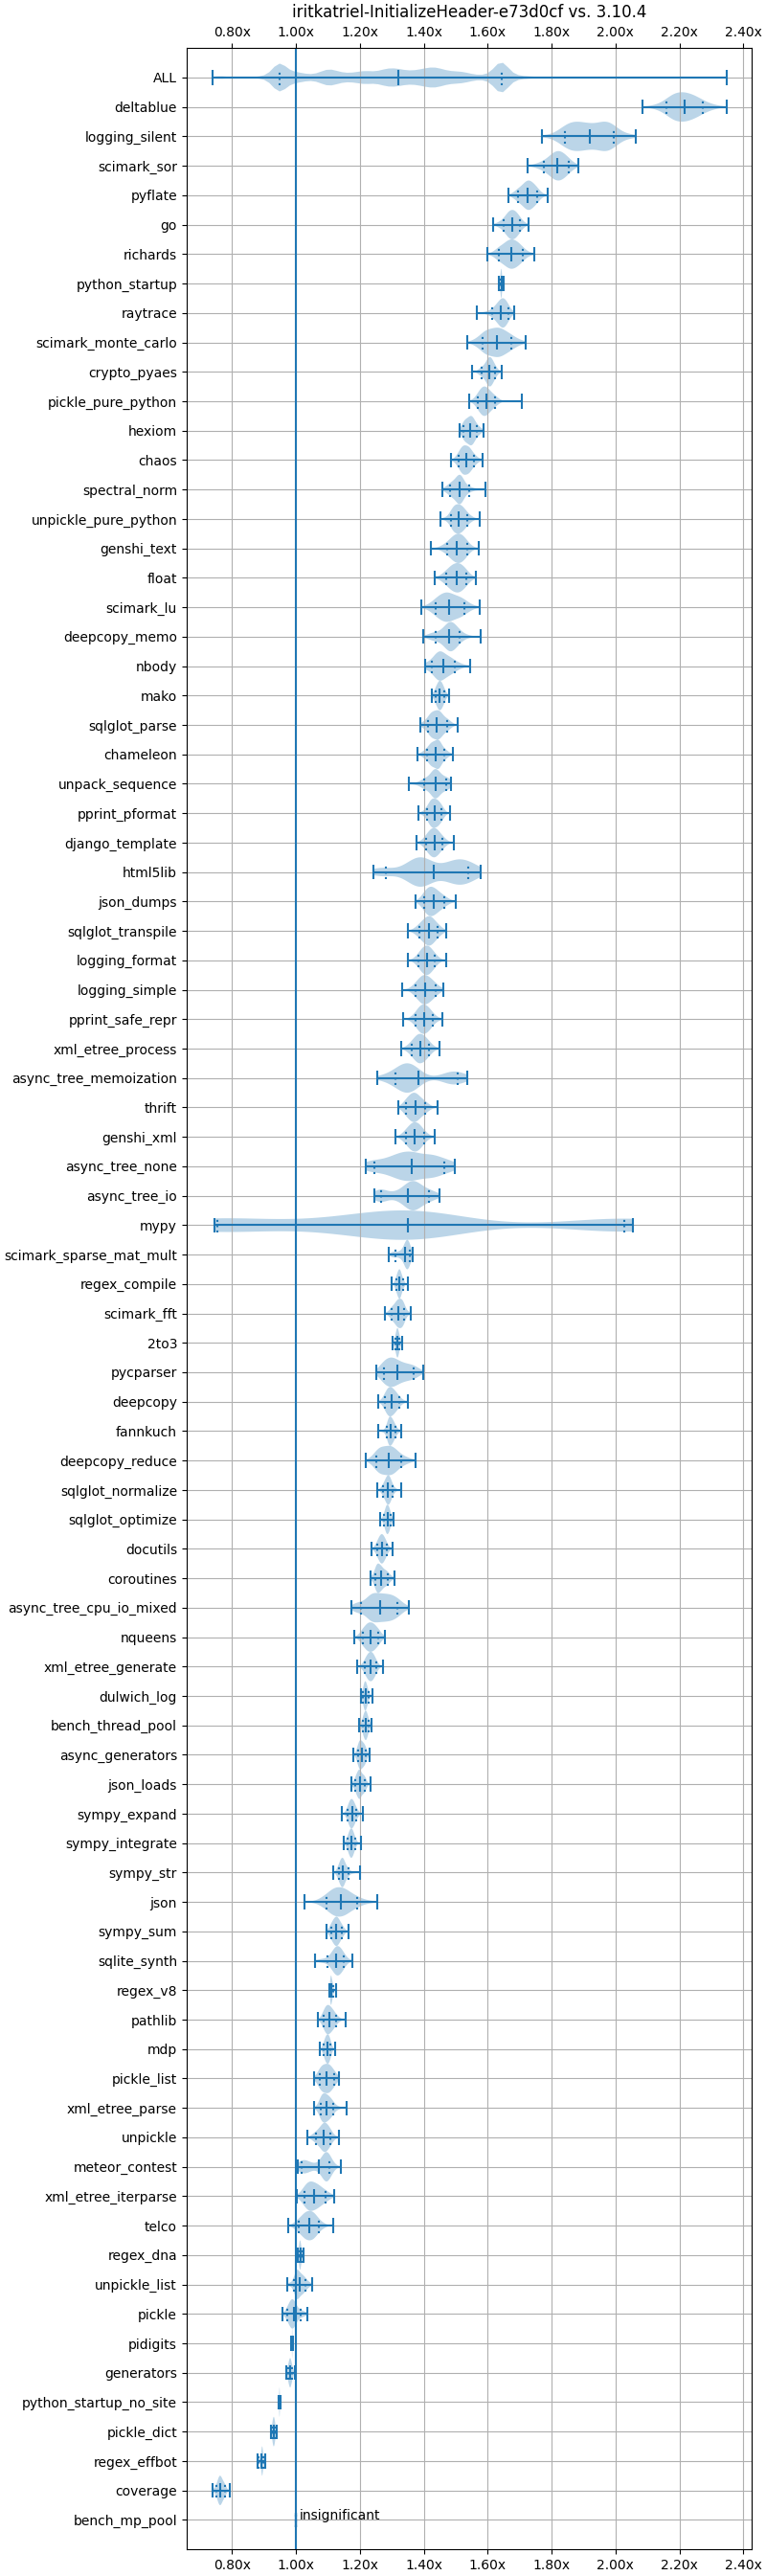 iritkatriel-InitializeHeader-e73d0cf vs. 3.10.4
0.80x 1.00x 1.20x 1.40x 1.60x 1.80x 2.00x 2.20x 2.40x
ALL
deltablue
logging_silent
scimark_sor
pyflate
go
richards
python_startup
raytrace
scimark_monte_carlo
crypto_pyaes
pickle_pure_python
hexiom
chaos
spectral_norm
unpickle_pure_python
genshi_text
float
scimark_lu
deepcopy_memo
nbody
mako
sqlglot_parse
chameleon
unpack_sequence
pprint_pformat
django_template
html5lib
json_dumps
sqlglot_transpile
logging_format
logging_simple
pprint_safe_repr
xml_etree_process
async_tree_memoization
thrift
genshi_xml
async_tree_none
async_tree_io
mypy
scimark_sparse_mat_mult
regex_compile
scimark_fft
2to3
pycparser
deepcopy
fannkuch
deepcopy_reduce
sqlglot_normalize
sqlglot_optimize
docutils
coroutines
async_tree_cpu_io_mixed
nqueens
xml_etree_generate
dulwich_log
bench_thread_pool
async_generators
json_loads
sympy_expand
sympy_integrate
sympy_str
json
sympy_sum
sqlite_synth
regex_v8
pathlib
mdp
pickle_list
xml_etree_parse
unpickle
meteor_contest
xml_etree_iterparse
telco
regex_dna
unpickle_list
pickle
pidigits
generators
python_startup_no_site
pickle_dict
regex_effbot
coverage
bench_mp_pool insignificant
0.80x 1.00x 1.20x 1.40x 1.60x 1.80x 2.00x 2.20x 2.40x